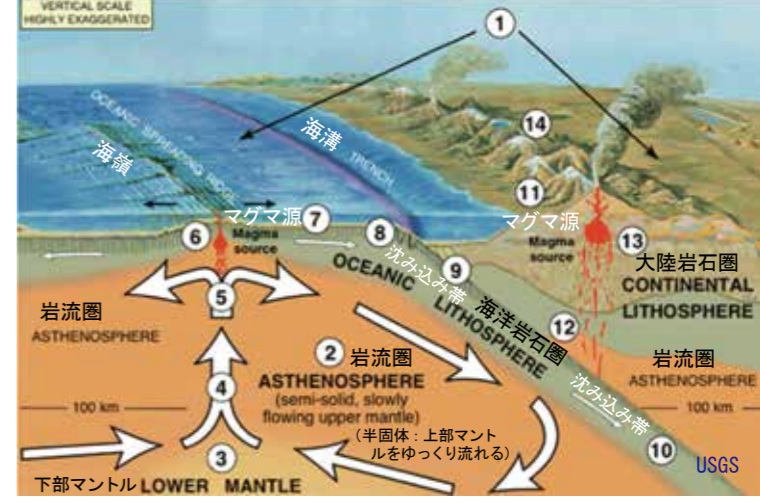 VERTICAL SCALE
HIGHLY EXAGGERATED
1
OCEANIC SPREADING RIDGE
海嶺
海溝
TRENCH
14
11
マグマ源
Magma
source
6
7
8
マグマ源
Magma
source
13
沈み込み帯
9
OCEANIC
LITHOSPHERE
海洋岩石圏
大陸岩石圏
CONTINENTAL
LITHOSPHERE
5
岩流圏
ASTHENOSPHERE
12
2
岩流圏
ASTHENOSPHERE
(semi-solid, slowly
flowing upper mantle)
(半固体:上部マント
ルをゆっくり流れる)
岩流圏
ASTHENOSPHERE
4
100 km
100 km
沈み込み帯
10
3
下部マントル LOWER MANTLE
USGS